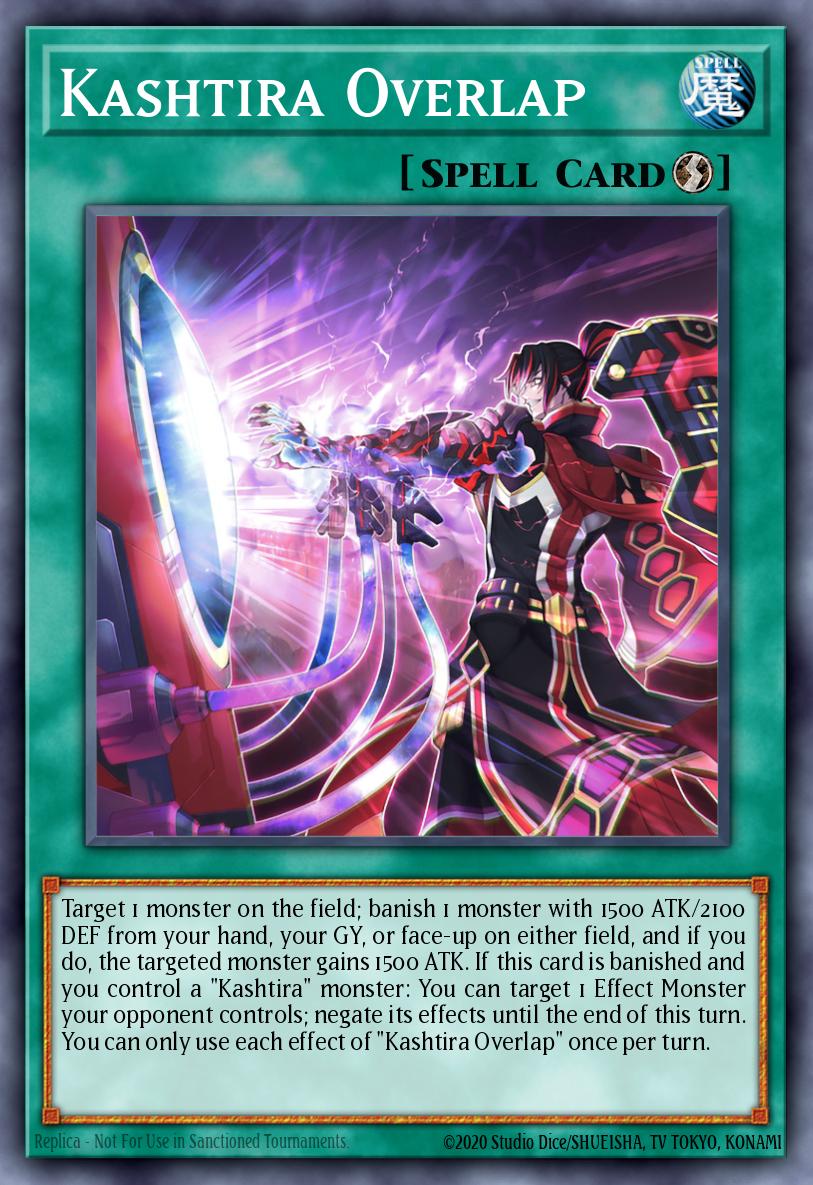 Kashtira Overlap
SPELL
魔
[Spell Card]
Target 1 monster on the field; banish 1 monster with 1500 ATK/2100
DEF from your hand, your GY, or face-up on either field, and if you
do, the targeted monster gains 1500 ATK. If this card is banished and
you control a "Kashtira" monster: You can target 1 Effect Monster
your opponent controls; negate its effects until the end of this turn.
You can only use each effect of "Kashtira Overlap" once per turn.
Replica - Not For Use in Sanctioned Tournaments.
©2020 Studio Dice/SHUEISHA, TV TOKYO, KONAMI